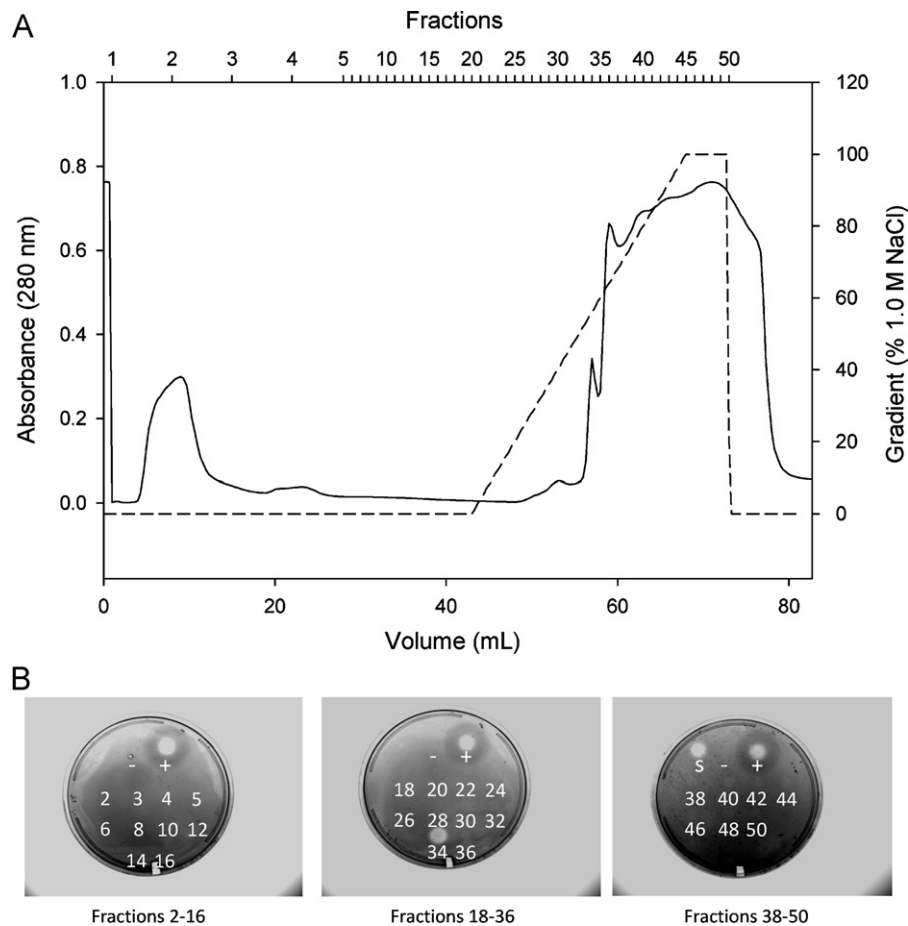 A
Fractions
1 2 3 4 5 10 15 20 25 30 35 40 45 50
1.0 120
100
0.8
80
0.6
60
0.4
40
0.2
20
0.0 0
Absorbance (280 nm)
Gradient (% 1.0 M NaCl)
0 20 40 60 80
Volume (mL)
B
- +
2 3 4 5
6 8 10 12
14 16
Fractions 2-16
- +
18 20 22 24
26 28 30 32
34 36
Fractions 18-36
S - +
38 40 42 44
46 48 50
Fractions 38-50